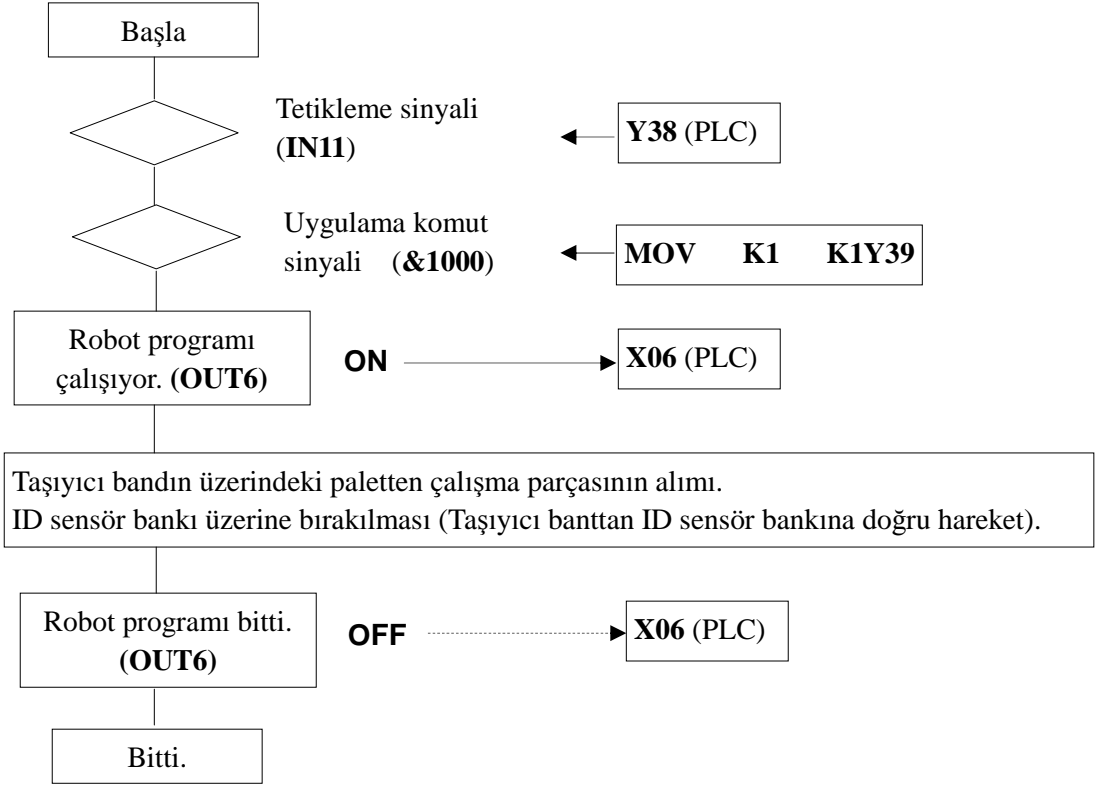 Başla
Tetikleme sinyali
(IN11)
Y38 (PLC)
Uygulama komut
sinyali (&1000)
MOV K1 K1Y39
Robot programı
çalışıyor. (OUT6)
ON
X06 (PLC)
Taşıyıcı bandın üzerindeki paletten çalışma parçasının alımı.
ID sensör bankı üzerine bırakılması (Taşıyıcı banttan ID sensör bankına doğru hareket).
Robot programı bitti.
(OUT6)
OFF
X06 (PLC)
Bitti.